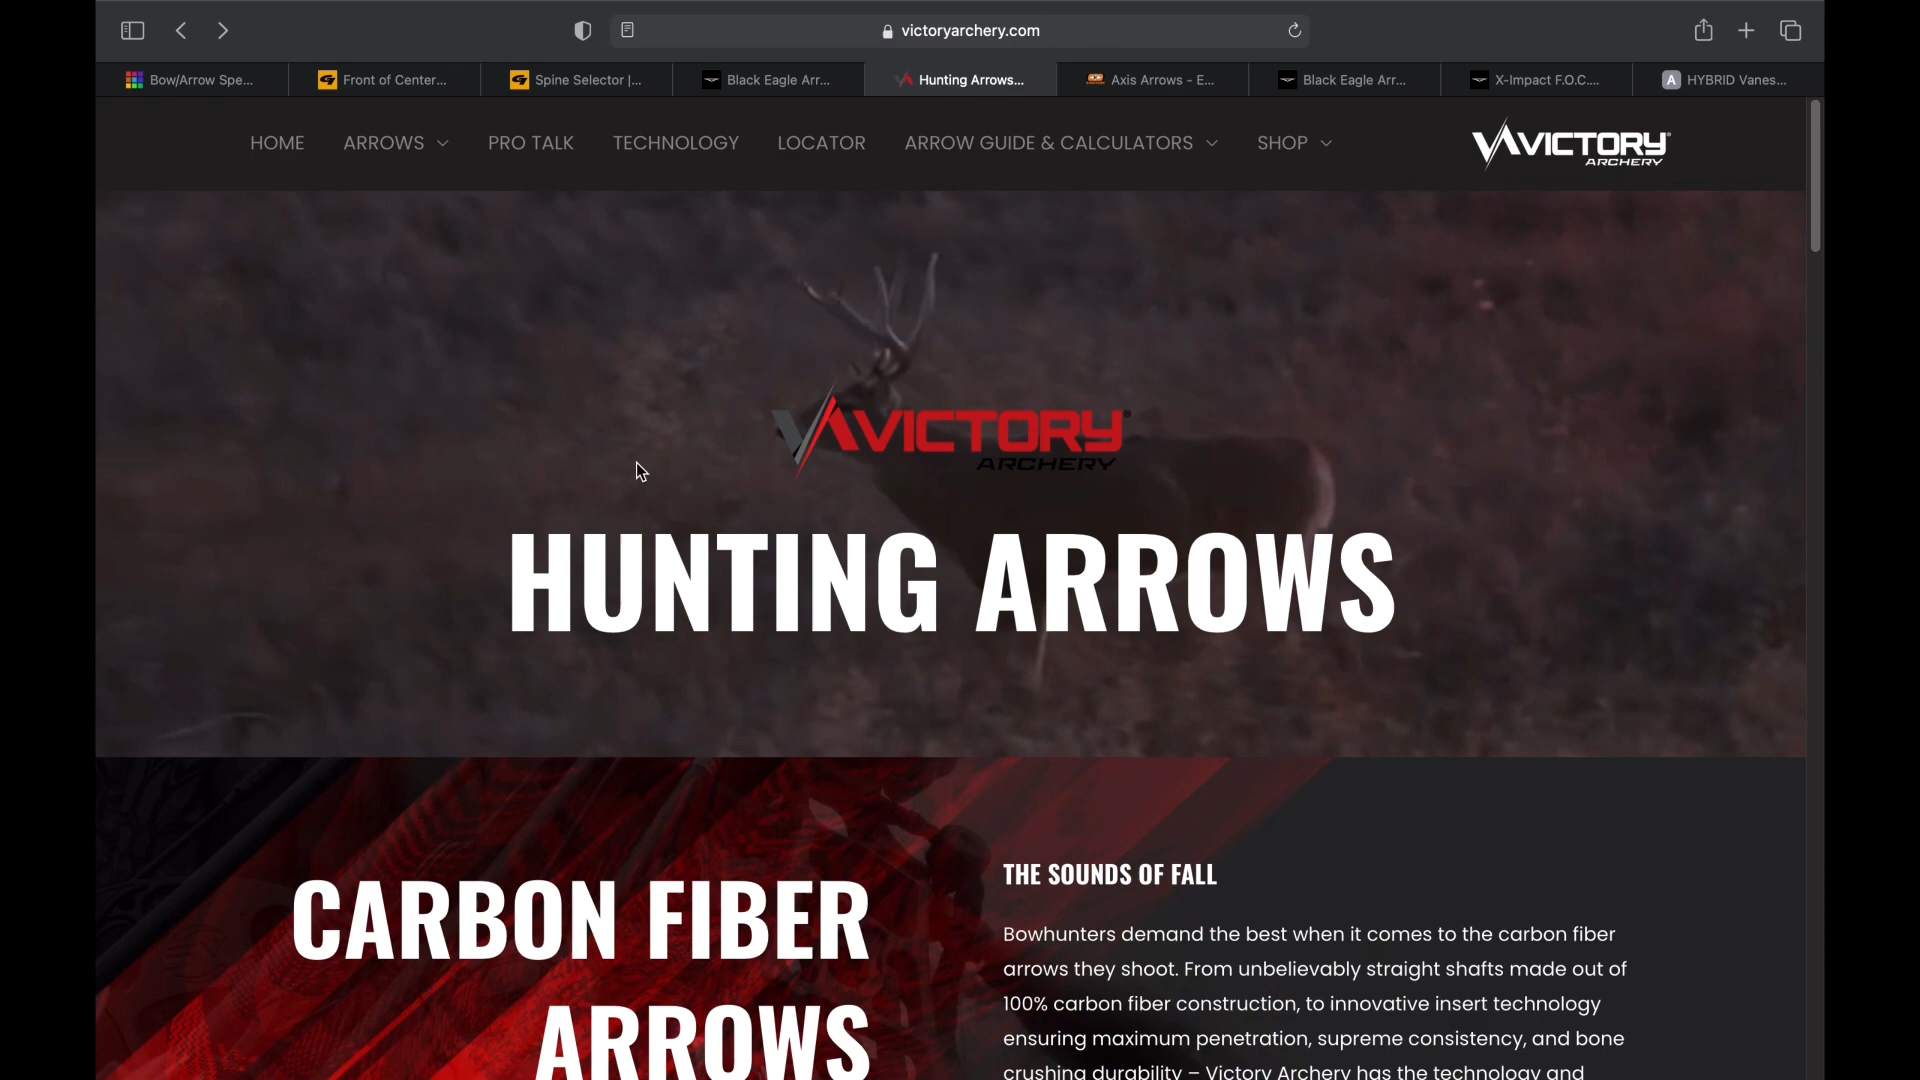 victoryarchery.com
Bow/Arrow Spe...
Front of Center...
Spine Selector |...
Black Eagle Arr...
Hunting Arrows...
Axis Arrows - E...
Black Eagle Arr...
X-Impact F.O.C....
A
HYBRID Vanes...
HOME
ARROWS
PRO TALK
TECHNOLOGY
LOCATOR
ARROW GUIDE & CALCULATORS
SHOP
VICTORY®
ARCHERY
VICTORY®
ARCHERY
HUNTING ARROWS
CARBON FIBER
ARROWS
THE SOUNDS OF FALL
Bowhunters demand the best when it comes to the carbon fiber
arrows they shoot. From unbelievably straight shafts made out of
100% carbon fiber construction, to innovative insert technology
ensuring maximum penetration, supreme consistency, and bone
crushing durability – Victory Archery has the technology and